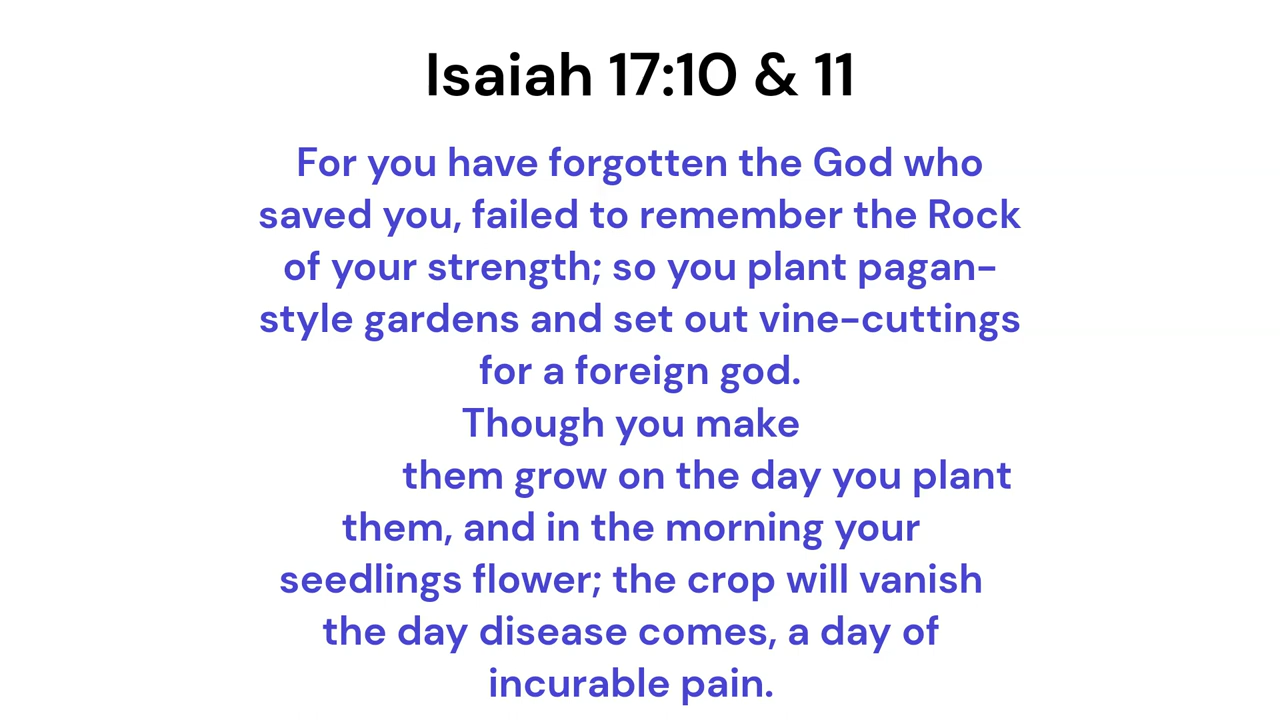 Isaiah 17:10 & 11
For you have forgotten the God who
saved you, failed to remember the Rock
of your strength; so you plant pagan-
style gardens and set out vine-cuttings
for a foreign god.
Though you make
them grow on the day you plant
them, and in the morning your
seedlings flower; the crop will vanish
the day disease comes, a day of
incurable pain.